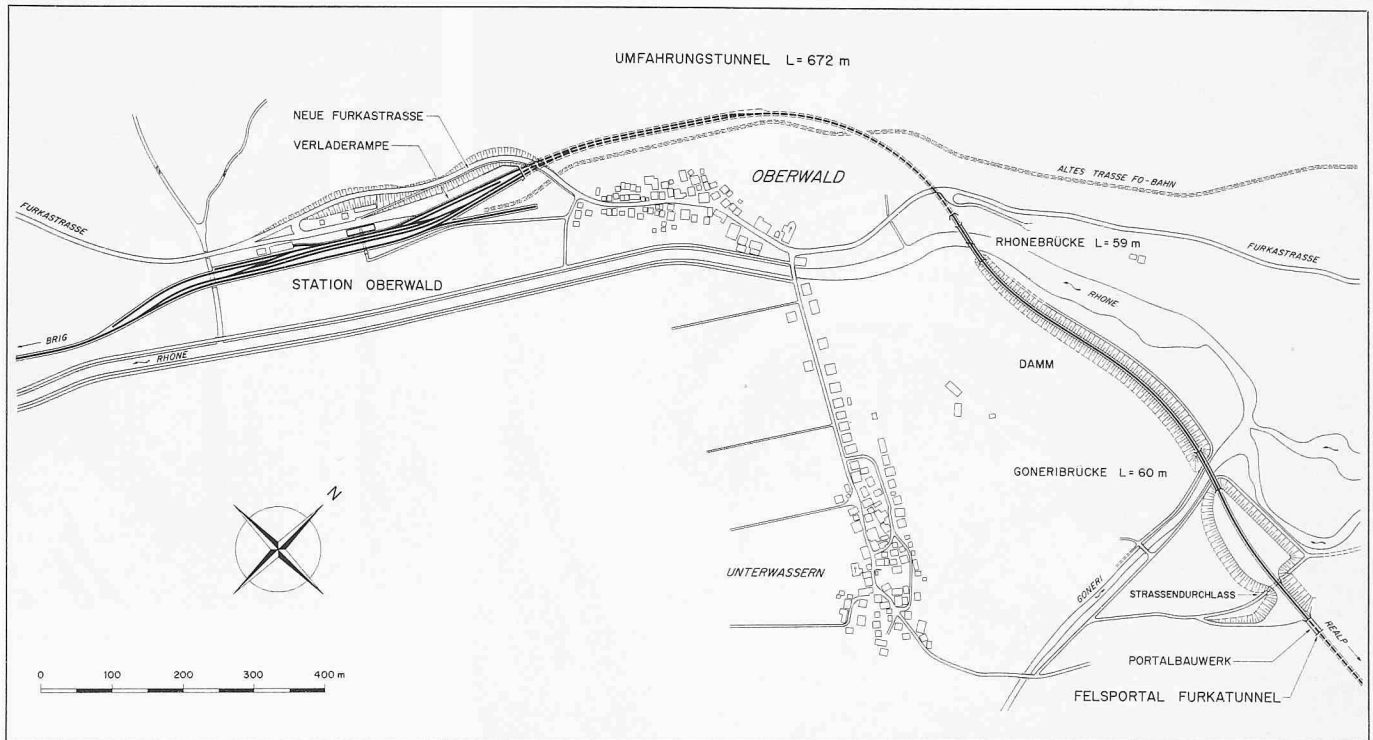 UMFAHRUNGSTUNNEL L= 672 m
NEUE FURKASTRASSE
VERLADERAMPE
OBERWALD
ALTES TRASSE FO-BAHN
FURKASTRASSE
RHONEBRÜCKE L= 59 m
FURKASTRASSE
STATION OBERWALD
RHONE
BRIG
RHONE
DAMM
GONERIBRÜCKE L= 60 m
N
UNTERWASSERN
GONERI
STRASSENDURCHLASS
REALP
PORTALBAUWERK
FELSPORTAL FURKATUNNEL
0 100 200 300 400 m